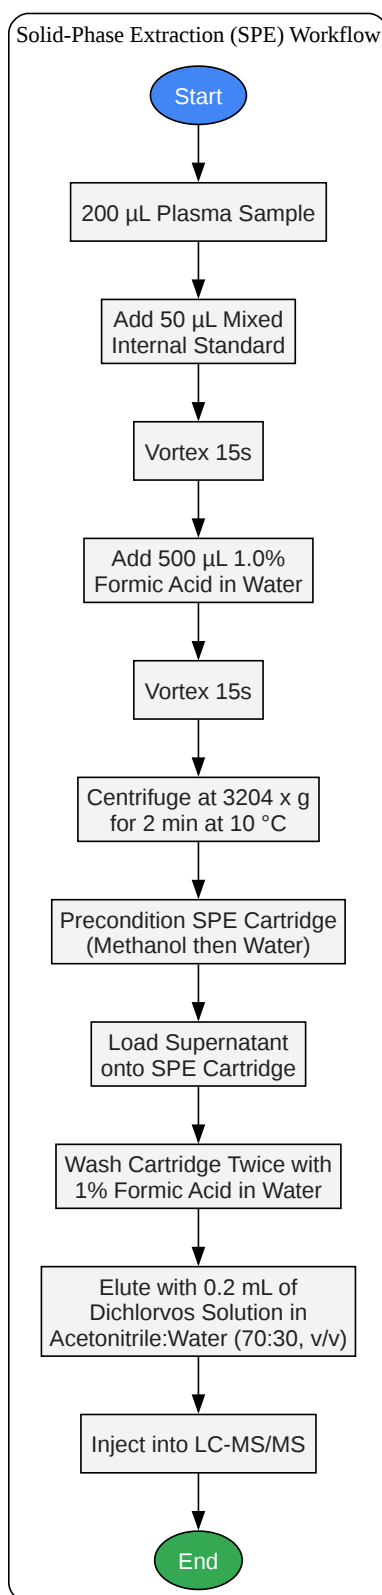 Solid-Phase Extraction (SPE) Workflow
Start
200 µL Plasma Sample
Add 50 µL Mixed
Internal Standard
Vortex 15s
Add 500 µL 1.0%
Formic Acid in Water
Vortex 15s
Centrifuge at 3204 x g
for 2 min at 10 °C
Precondition SPE Cartridge
(Methanol then Water)
Load Supernatant
onto SPE Cartridge
Wash Cartridge Twice with
1% Formic Acid in Water
Elute with 0.2 mL of
Dichlorvos Solution in
Acetonitrile:Water (70:30, v/v)
Inject into LC-MS/MS
End